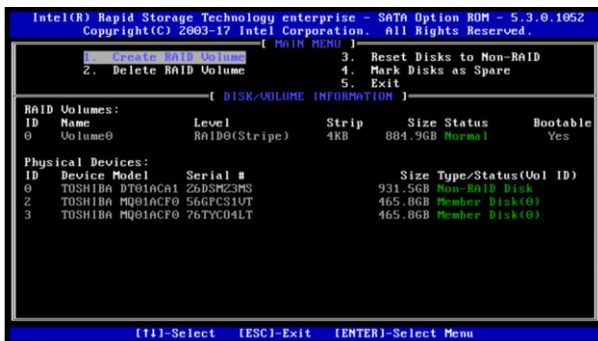 Intel(R) Rapid Storage Technology enterprise - SATA Option ROM - 5.3.0.1052
Copyright(C) 2003-17 Intel Corporation. All Rights Reserved.
[ MAIN MENU ]
1. Create RAID Volume 3. Reset Disks to Non-RAID
2. Delete RAID Volume 4. Mark Disks as Spare
5. Exit
[ DISK/VOLUME INFORMATION ]
RAID Volumes:
ID Name Level Strip Size Status Bootable
0 Volume0 RAID0(Stripe) 4KB 884.9GB Normal Yes
Physical Devices:
ID Device Model Serial # Size Type/Status(Vol ID)
0 TOSHIBA DT01ACA1 Z6DSMZ3MS 931.5GB Non-RAID Disk
2 TOSHIBA MQ01ACF0 56GPCS1VT 465.8GB Member Disk(0)
3 TOSHIBA MQ01ACF0 76TYCO4LT 465.8GB Member Disk(0)
[↑↓]-Select [ESC]-Exit [ENTER]-Select Menu